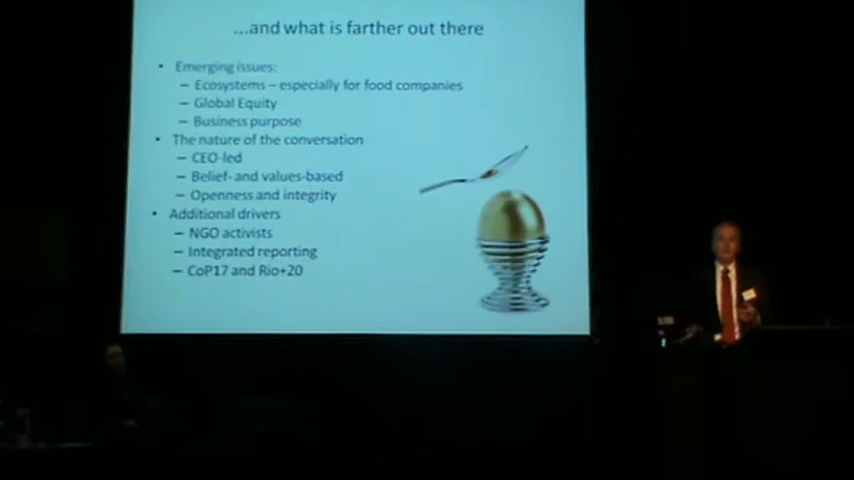 ...and what is farther out there
• Emerging issues:
– Ecosystems – especially for food companies
– Global Equity
– Business purpose
• The nature of the conversation
– CEO-led
– Belief- and values-based
– Openness and integrity
• Additional drivers
– NGO activists
– Integrated reporting
– CoP17 and Rio+20